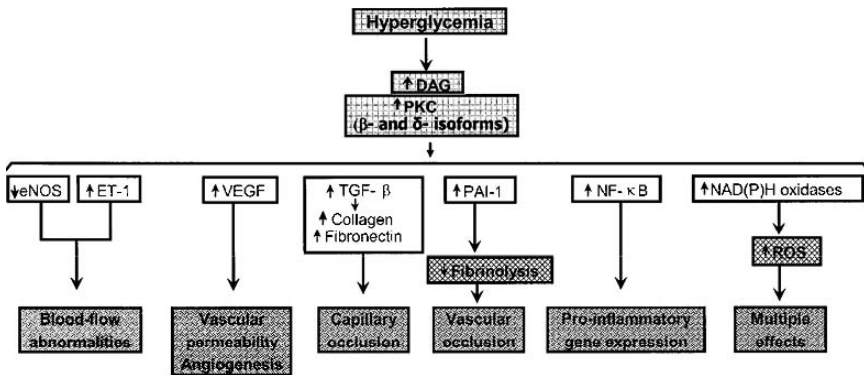 Hyperglycemia
↑ DAG
↑ PKC
(β- and δ- isoforms)
↓eNOS
↑ET-1
↑VEGF
↑ TGF- β
↑ Collagen
↑ Fibronectin
↑PAI-1
↑ NF- κB
↑NAD(P)H oxidases
↓ Fibrinolysis
↑ROS
Blood-flow
abnormalities
Vascular
permeability
Angiogenesis
Capillary
occlusion
Vascular
occlusion
Pro-inflammatory
gene expression
Multiple
effects